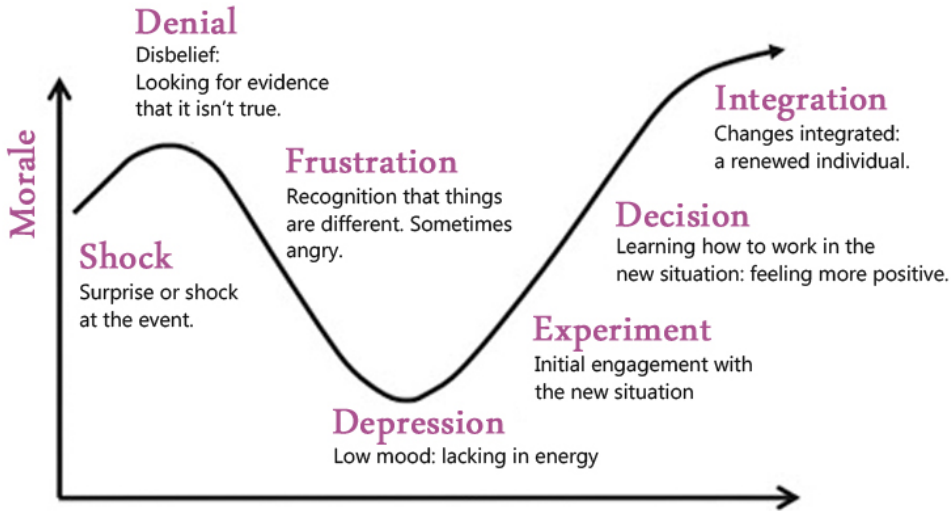 Denial
Disbelief:
Looking for evidence
that it isn't true.
Morale
Shock
Surprise or shock
at the event.
Frustration
Recognition that things
are different. Sometimes
angry.
Depression
Low mood: lacking in energy
Experiment
Initial engagement with
the new situation
Decision
Learning how to work in the
new situation: feeling more positive.
Integration
Changes integrated:
a renewed individual.